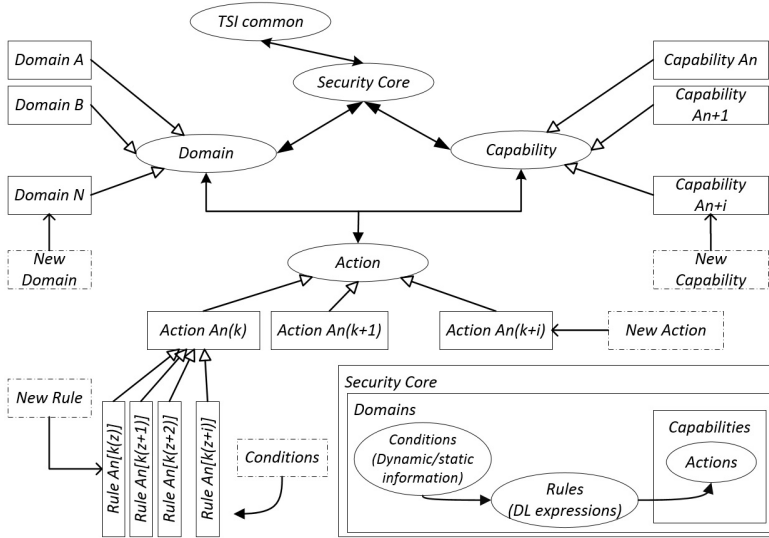 TSI common
Domain A
Security Core
Capability An
Domain B
Capability
An+1
Domain
Capability
Domain N
Capability
An+i
New
Domain
Action
New
Capability
Action An(k)
Action An(k+1)
Action An(k+i)
New Action
New Rule
Rule An[k(z)]
Rule An[k(z+1)]
Rule An[k(z+2)]
Rule An[k(z+i)]
Conditions
Security Core
Domains
Conditions
(Dynamic/static
information)
Rules
(DL expressions)
Capabilities
Actions